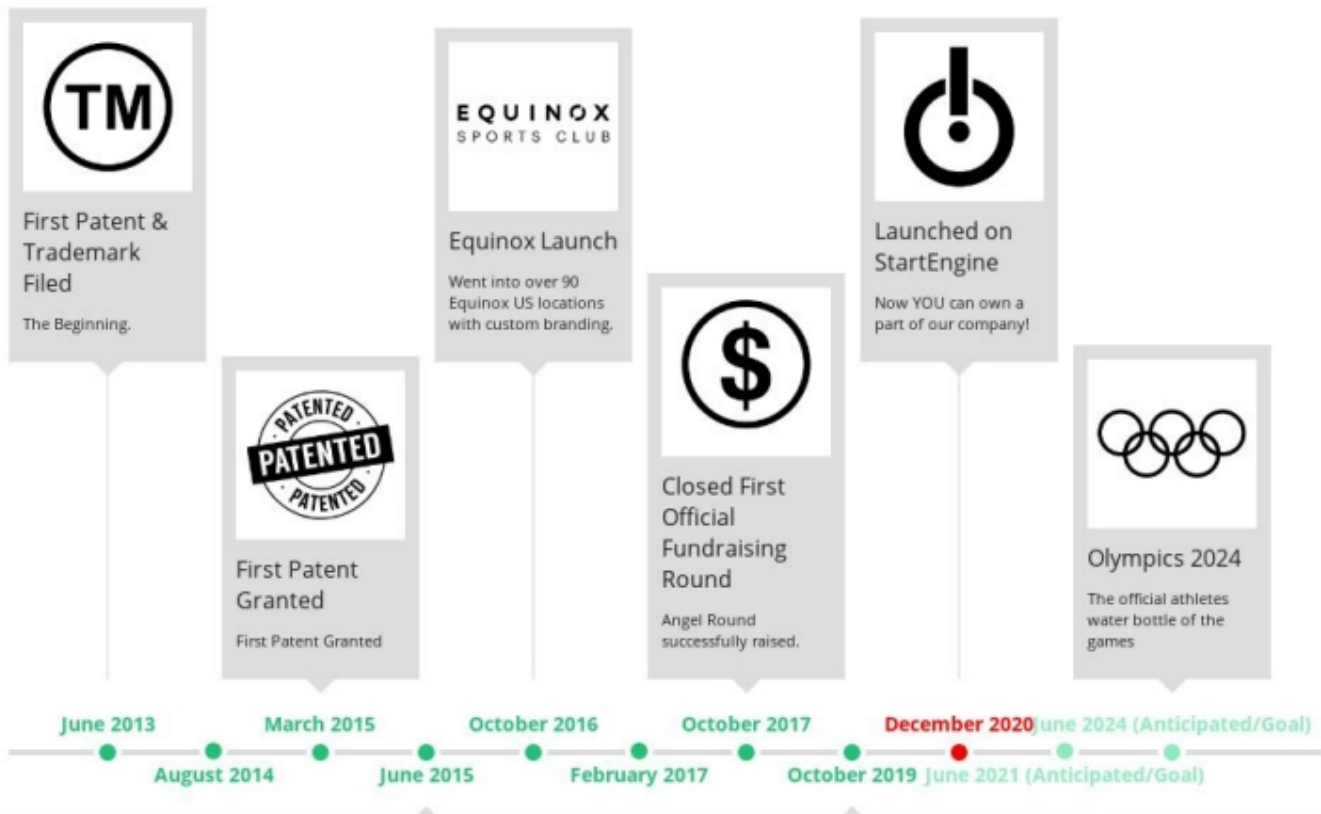 TM
First Patent &
Trademark
Filed
The Beginning.
PATENTED
PATENTED
PATENTED
First Patent
Granted
First Patent Granted
EQUINOX
SPORTS CLUB
Equinox Launch
Went into over 90
Equinox US locations
with custom branding.
$
Closed First
Official
Fundraising
Round
Angel Round
successfully raised.
Launched on
StartEngine
Now YOU can own a
part of our company!
Olympics 2024
The official athletes
water bottle of the
games
June 2013
March 2015
October 2016
October 2017
December 2020
June 2024 (Anticipated/Goal)
August 2014
June 2015
February 2017
October 2019
June 2021 (Anticipated/Goal)